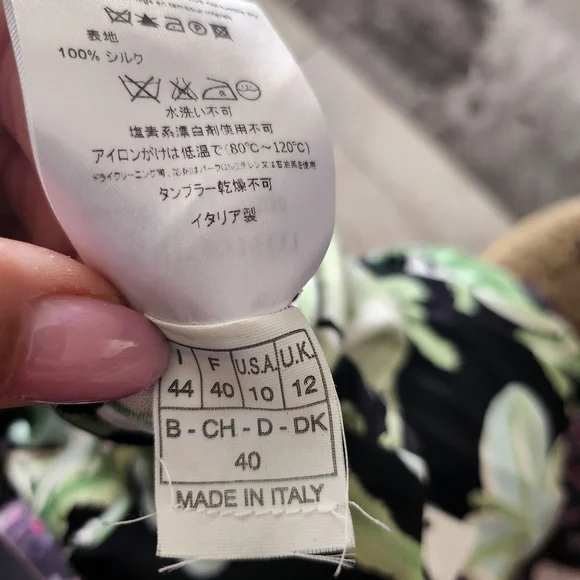 表地
100% シルク
水洗い不可
塩素系漂白剤使用不可
アイロンがけは低温で(80℃～120℃)
タンブラー乾燥不可
イタリア製
I F U.S.A. U.K.
44 40 10 12
B - CH - D - DK
40
MADE IN ITALY